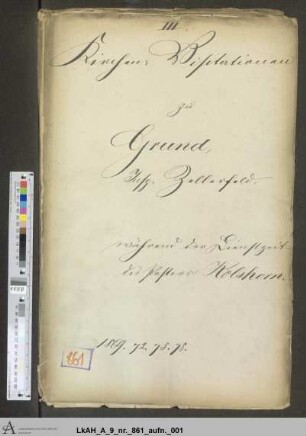 III.
Kirchen-Visitationen
zu
Grund,
Insp. Zellerfeld.
während der Dienstzeit
des Pastors Kolshorn.
1869. 72. 75. 78.
861
LkAH_A_9_nr._861_aufn._001